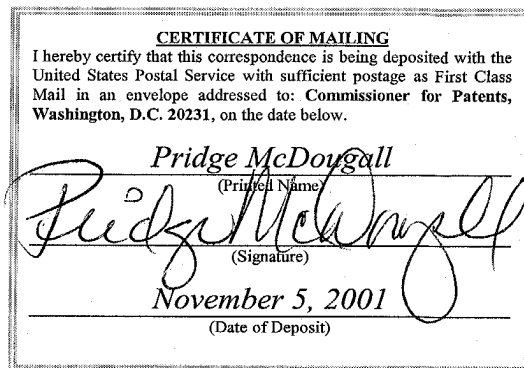 CERTIFICATE OF MAILING
I hereby certify that this correspondence is being deposited with the
United States Postal Service with sufficient postage as First Class
Mail in an envelope addressed to: Commissioner for Patents,
Washington, D.C. 20231, on the date below.
Pridge McDougall
(Printed Name)
Pridge McDougall
(Signature)
November 5, 2001
(Date of Deposit)